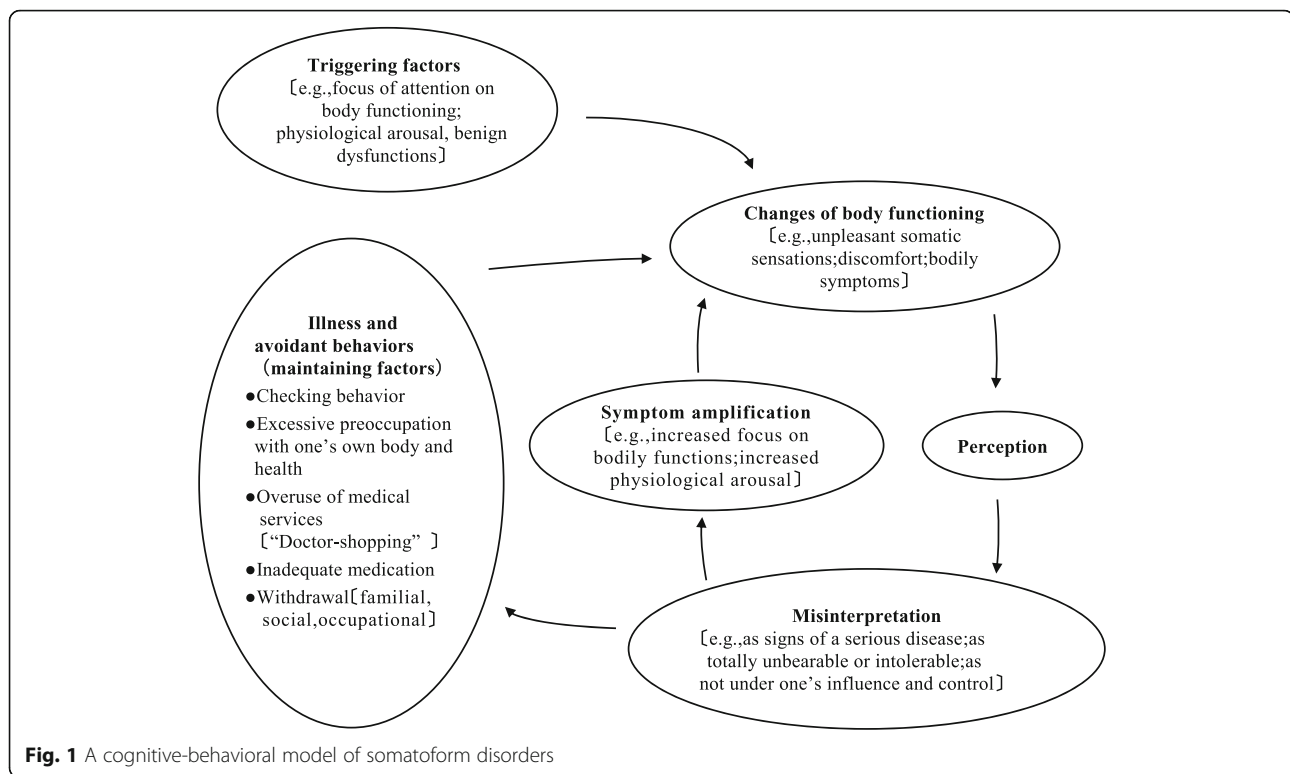 Triggering factors
〔e.g.,focus of attention on
body functioning;
physiological arousal, benign
dysfunctions〕
Changes of body functioning
〔e.g.,unpleasant somatic
sensations;discomfort;bodily
symptoms〕
Illness and
avoidant behaviors
(maintaining factors)
●Checking behavior
●Excessive preoccupation
with one's own body and
health
●Overuse of medical
services
〔"Doctor-shopping" 〕
●Inadequate medication
●Withdrawal〔familial,
social,occupational〕
Symptom amplification
〔e.g.,increased focus on
bodily functions;increased
physiological arousal〕
Perception
Misinterpretation
〔e.g.,as signs of a serious disease;as
totally unbearable or intolerable;as
not under one's influence and control〕
Fig. 1 A cognitive-behavioral model of somatoform disorders